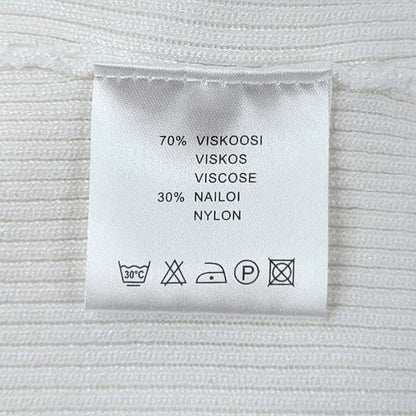 70% VISKOOSI
VISKOS
VISCOSE
30% NAILOI
NYLON
30°C P